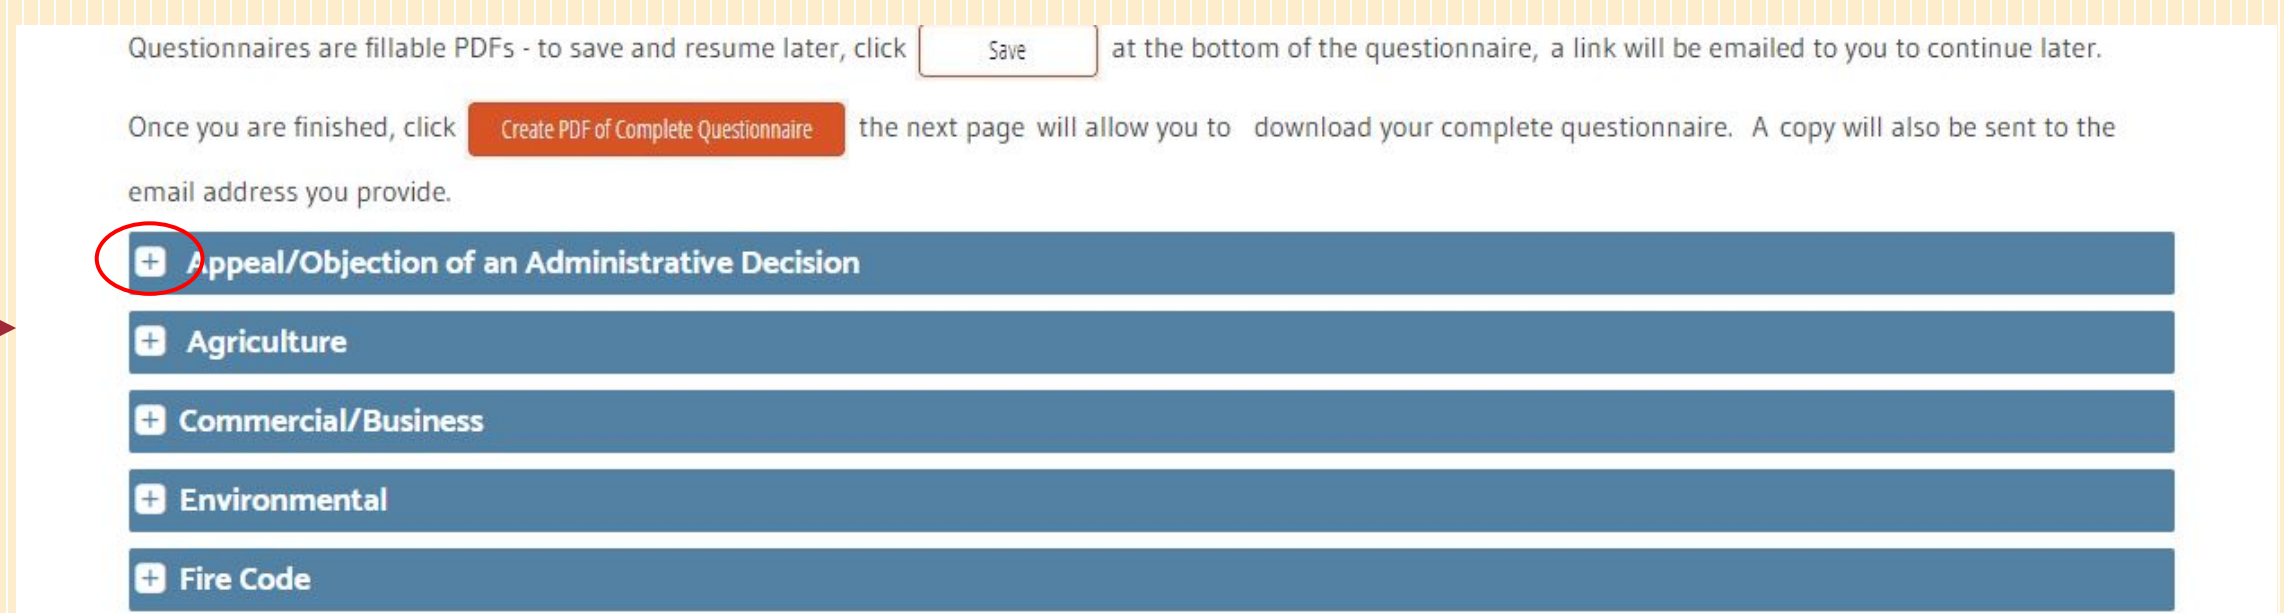 Questionnaires are fillable PDFs - to save and resume later, click Save at the bottom of the questionnaire, a link will be emailed to you to continue later.
Once you are finished, click Create PDF of Complete Questionnaire the next page will allow you to download your complete questionnaire. A copy will also be sent to the
email address you provide.
Appeal/Objection of an Administrative Decision
Agriculture
Commercial/Business
Environmental
Fire Code